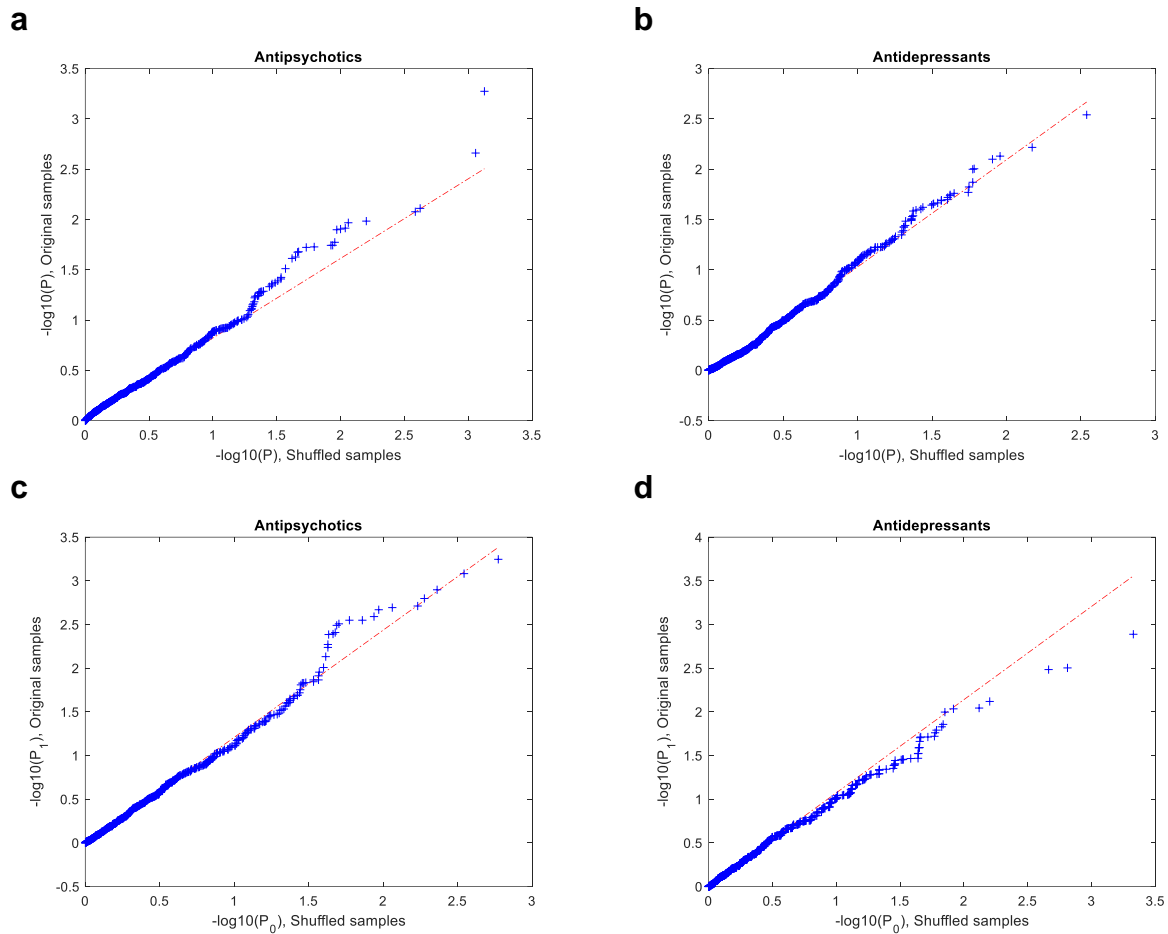 a
Antipsychotics
3.5
3
2.5
2
1.5
1
0.5
0
-log10(P), Original samples
0 0.5 1 1.5 2 2.5 3 3.5
-log10(P), Shuffled samples
b
Antidepressants
3
2.5
2
1.5
1
0.5
0
-0.5
-log10(P), Original samples
0 0.5 1 1.5 2 2.5 3
-log10(P), Shuffled samples
c
Antipsychotics
3.5
3
2.5
2
1.5
1
0.5
0
-0.5
-log10(P1), Original samples
0 0.5 1 1.5 2 2.5 3
-log10(P0), Shuffled samples
d
Antidepressants
4
3.5
3
2.5
2
1.5
1
0.5
0
-log10(P1), Original samples
0 0.5 1 1.5 2 2.5 3 3.5
-log10(P0), Shuffled samples